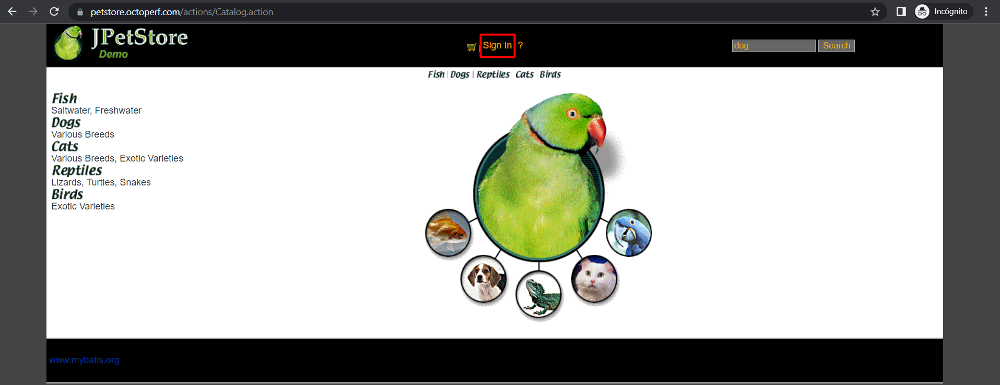 petstore.octoperf.com/actions/Catalog.action
Incógnito
JPetStore
Demo
Sign In ?
dog Search
Fish | Dogs | Reptiles | Cats | Birds
Fish
Saltwater, Freshwater
Dogs
Various Breeds
Cats
Various Breeds, Exotic Varieties
Reptiles
Lizards, Turtles, Snakes
Birds
Exotic Varieties
www.mybatis.org